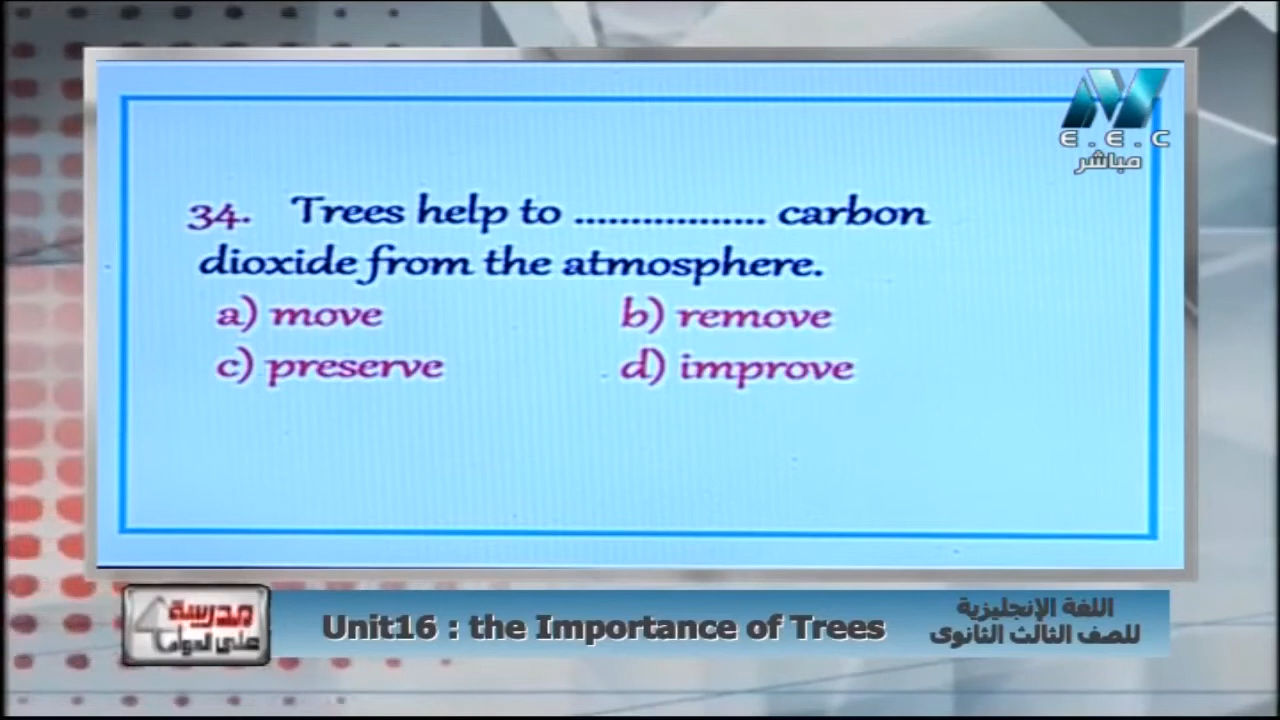 E.E.C
مباشر
34. Trees help to ................. carbon
dioxide from the atmosphere.
a) move b) remove
c) preserve d) improve
مدرسة
على الهواء
Unit16 : the Importance of Trees
اللغة الإنجليزية
للصف الثالث الثانوى